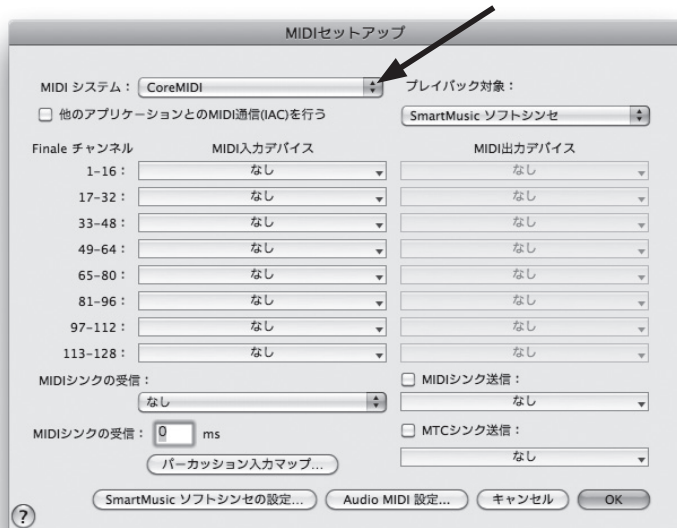 MIDIセットアップ
MIDI システム： CoreMIDI
プレイバック対象：
他のアプリケーションとのMIDI通信(IAC)を行う
SmartMusic ソフトシンセ
Finale チャンネル MIDI入力デバイス MIDI出力デバイス
1–16： なし なし
17–32： なし なし
33–48： なし なし
49–64： なし なし
65–80： なし なし
81–96： なし なし
97–112： なし なし
113–128： なし なし
MIDIシンクの受信： MIDIシンク送信：
なし なし
MIDIシンクの受信： 0 ms MTCシンク送信：
パーカッション入力マップ... なし
SmartMusic ソフトシンセの設定... Audio MIDI 設定... キャンセル OK
?